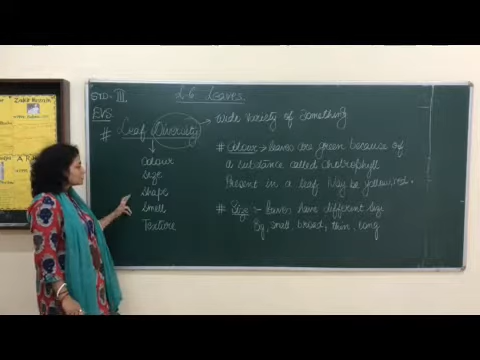 STD-III
L-6 Leaves
EVS
# Leaf Diversity → wide variety of something
Colour
Size
Shape
Smell
Texture
# Colour → leaves are green because of
a substance called Chlorophyll
Present in a leaf May be yellow, red.
# Size :- leaves have different size
Eg, small, broad, thin, long